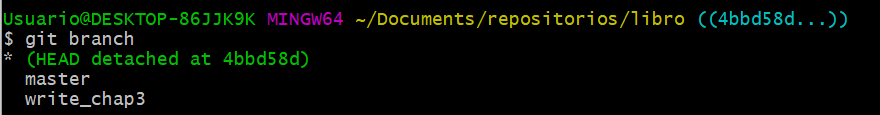 Usuario@DESKTOP-86JJK9K MINGW64 ~/Documents/repositorios/libro ((4bbd58d...))
$ git branch
* (HEAD detached at 4bbd58d)
  master
  write_chap3